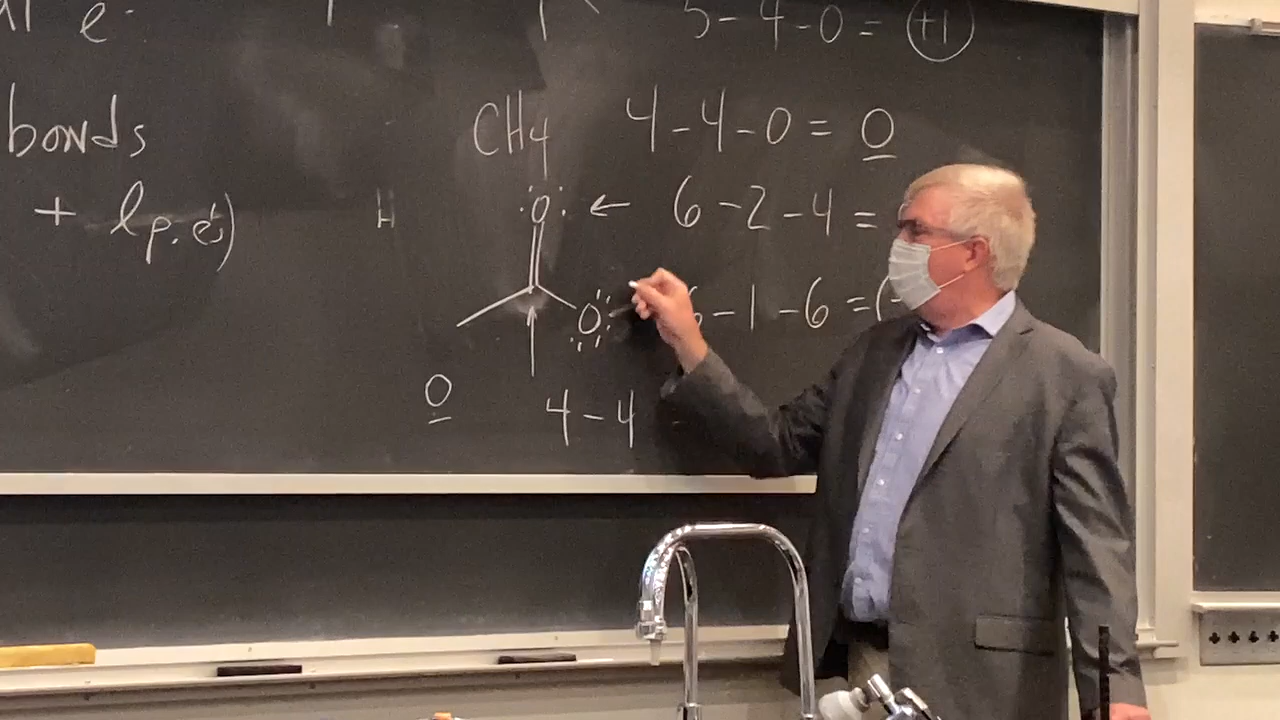 e-
5-4-0= +1
bonds
CH4 4-4-0= 0
+ lp. e-)
H
O ← 6-2-4=
O 6-1-6=(-
0
4-4